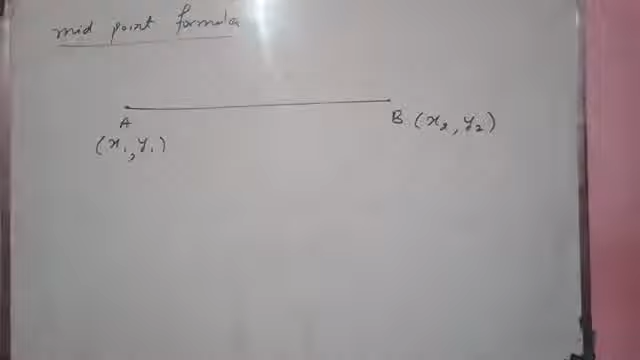 mid point formula
A
B (x₂, y₂)
(x₁, y₁)